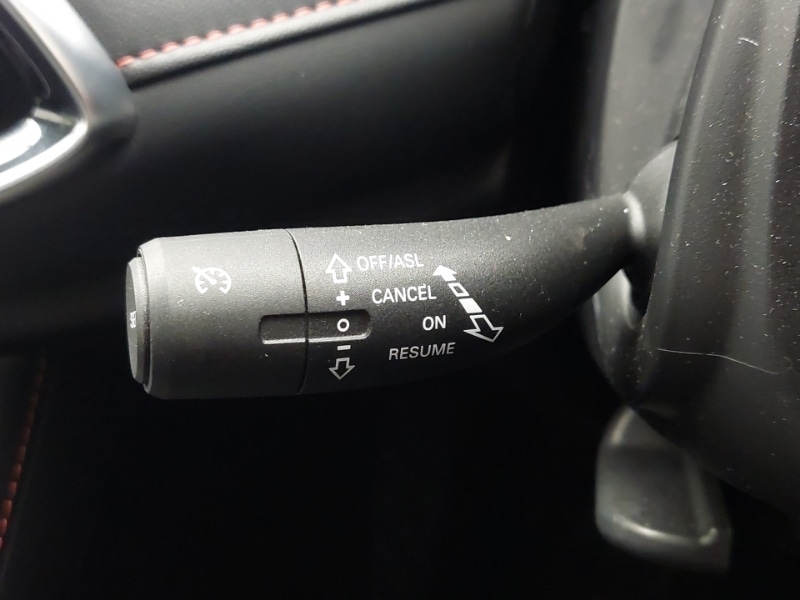 OFF/ASL
+ CANCEL
O ON
- RESUME